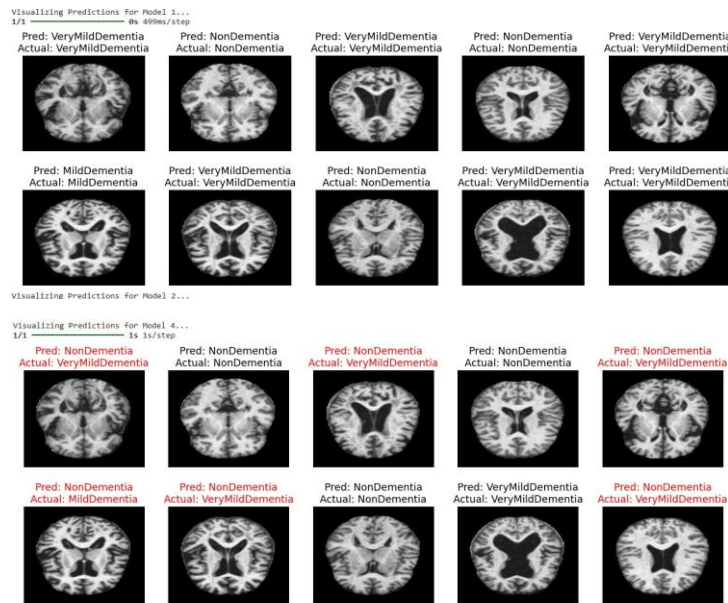 Visualizing Predictions for Model 1...
1/1 0s 499ms/step
Pred: VeryMildDementia Pred: NonDementia Pred: VeryMildDementia Pred: NonDementia Pred: VeryMildDementia
Actual: VeryMildDementia Actual: NonDementia Actual: VeryMildDementia Actual: NonDementia Actual: VeryMildDementia
Pred: MildDementia Pred: VeryMildDementia Pred: NonDementia Pred: VeryMildDementia Pred: VeryMildDementia
Actual: MildDementia Actual: VeryMildDementia Actual: NonDementia Actual: VeryMildDementia Actual: VeryMildDementia
Visualizing Predictions for Model 2...
Visualizing Predictions for Model 4...
1/1 1s 1s/step
Pred: NonDementia Pred: NonDementia Pred: NonDementia Pred: NonDementia Pred: NonDementia
Actual: VeryMildDementia Actual: NonDementia Actual: VeryMildDementia Actual: NonDementia Actual: VeryMildDementia
Pred: NonDementia Pred: NonDementia Pred: NonDementia Pred: VeryMildDementia Pred: NonDementia
Actual: MildDementia Actual: VeryMildDementia Actual: NonDementia Actual: VeryMildDementia Actual: VeryMildDementia